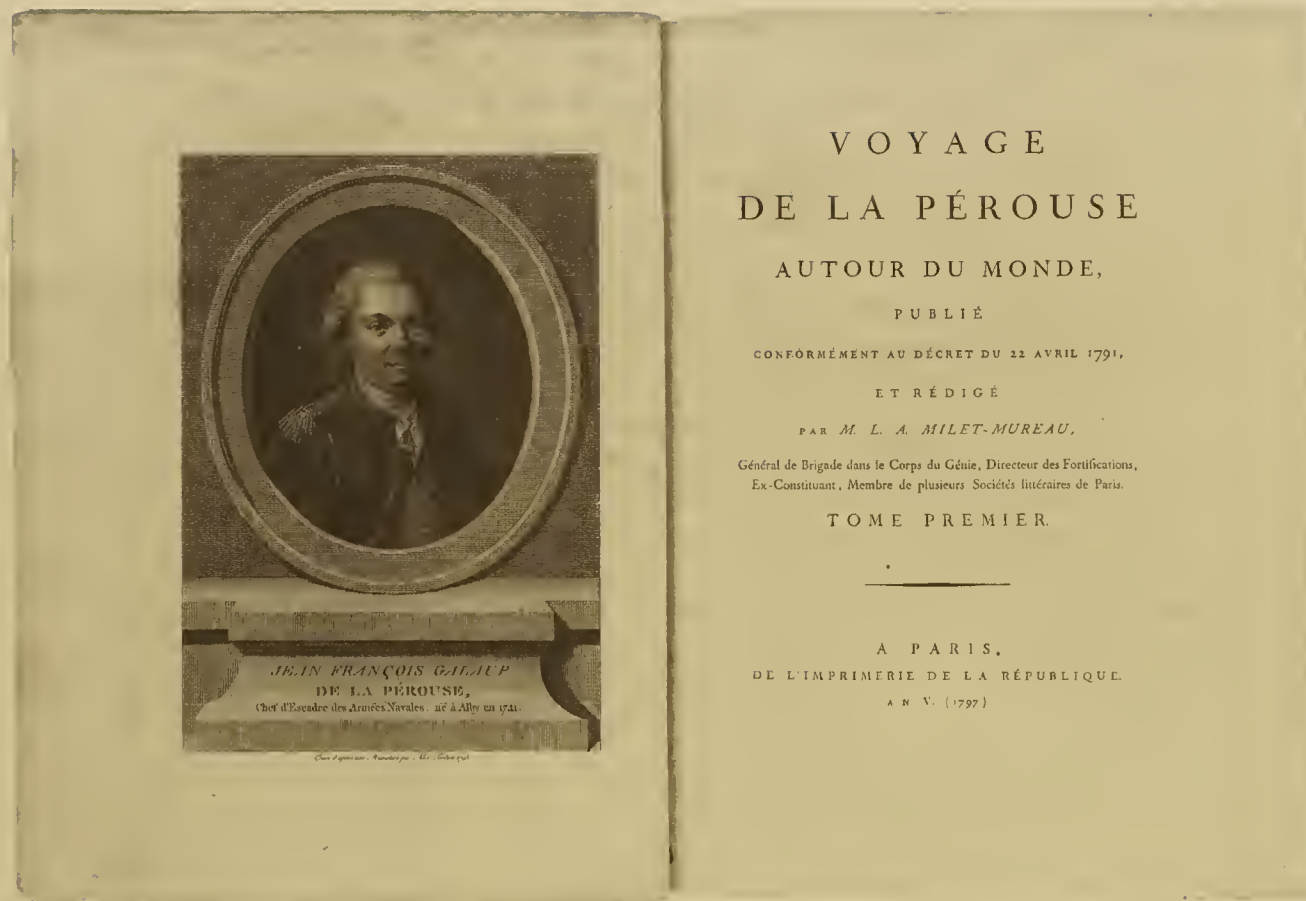 JEAN FRANÇOIS GALAUP
DE LA PÉROUSE,
Chef d'Escadre des Armées Navales, né à Alby en 1741.
VOYAGE
DE LA PÉROUSE
AUTOUR DU MONDE,
PUBLIÉ
CONFORMÉMENT AU DÉCRET DU 22 AVRIL 1791,
ET RÉDIGÉ
PAR M. L. A. MILET-MUREAU,
Général de Brigade dans le Corps du Génie, Directeur des Fortifications,
Ex-Constituant, Membre de plusieurs Sociétés littéraires de Paris.
TOME PREMIER.
A PARIS,
DE L'IMPRIMERIE DE LA RÉPUBLIQUE.
AN V. (1797)